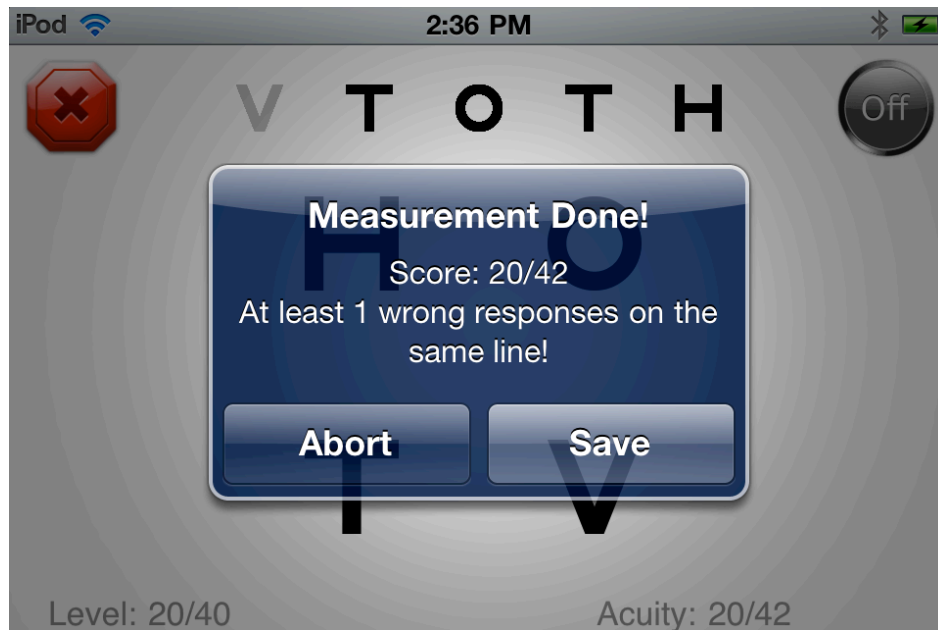 iPod 2:36 PM
V T O T H Off
Measurement Done!
H O
Score: 20/42
At least 1 wrong responses on the
same line!
Abort Save
T V
Level: 20/40 Acuity: 20/42